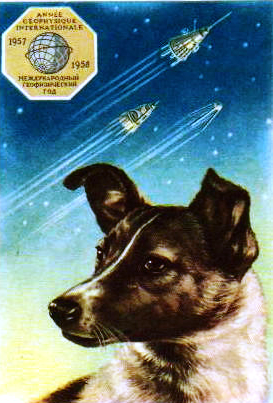 ANNÉE
GÉOPHYSIQUE
INTERNATIONALE
1957
1958
МЕЖДУНАРОДНЫЙ
ГЕОФИЗИЧЕСКИЙ
ГОД